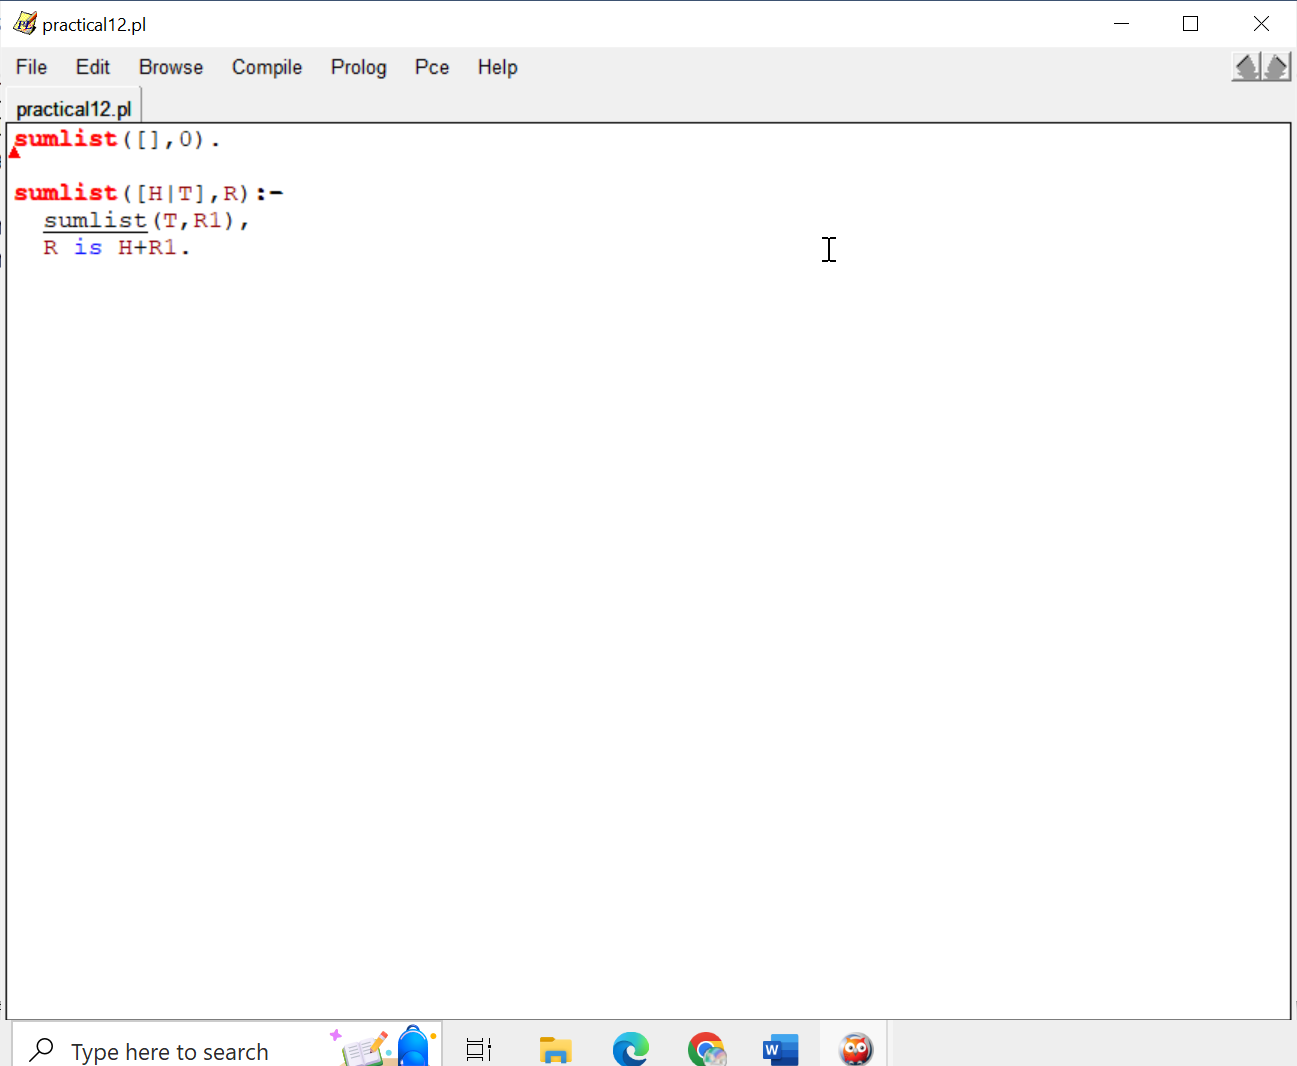 practical12.pl
File Edit Browse Compile Prolog Pce Help
practical12.pl
sumlist([],0).
sumlist([H|T],R):-
sumlist(T,R1),
R is H+R1.
Type here to search